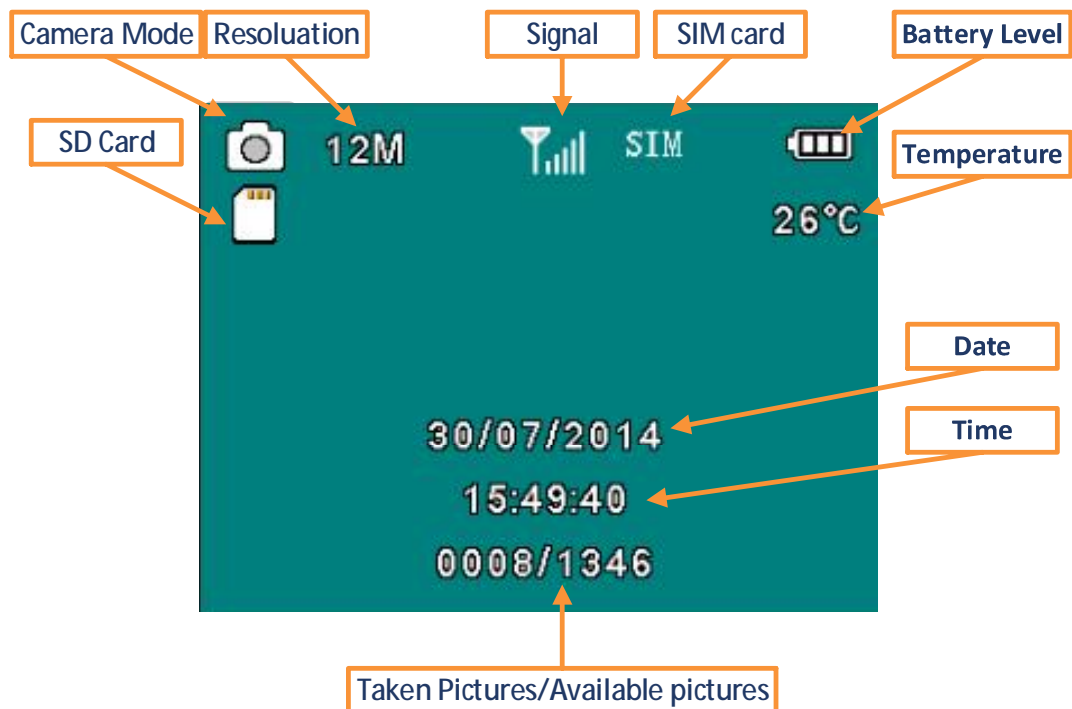 Camera Mode
Resoluation
Signal
SIM card
Battery Level
SD Card
12M
SIM
Temperature
26°C
Date
30/07/2014
Time
15:49:40
0008/1346
Taken Pictures/Available pictures